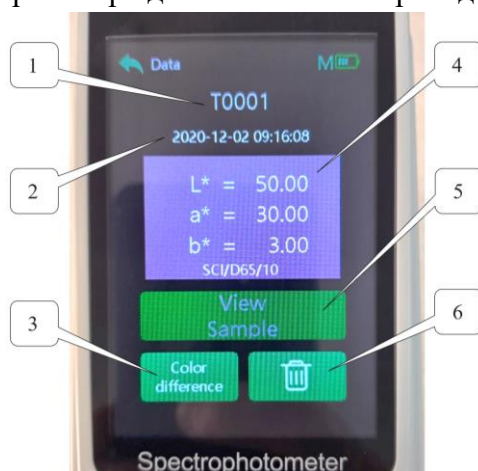 1
Data
M
4
T0001
2020-12-02 09:16:08
2
L* = 50.00
a* = 30.00
b* = 3.00
SCI/D65/10
5
View
Sample
3
Color
difference
6
Spectrophotometer